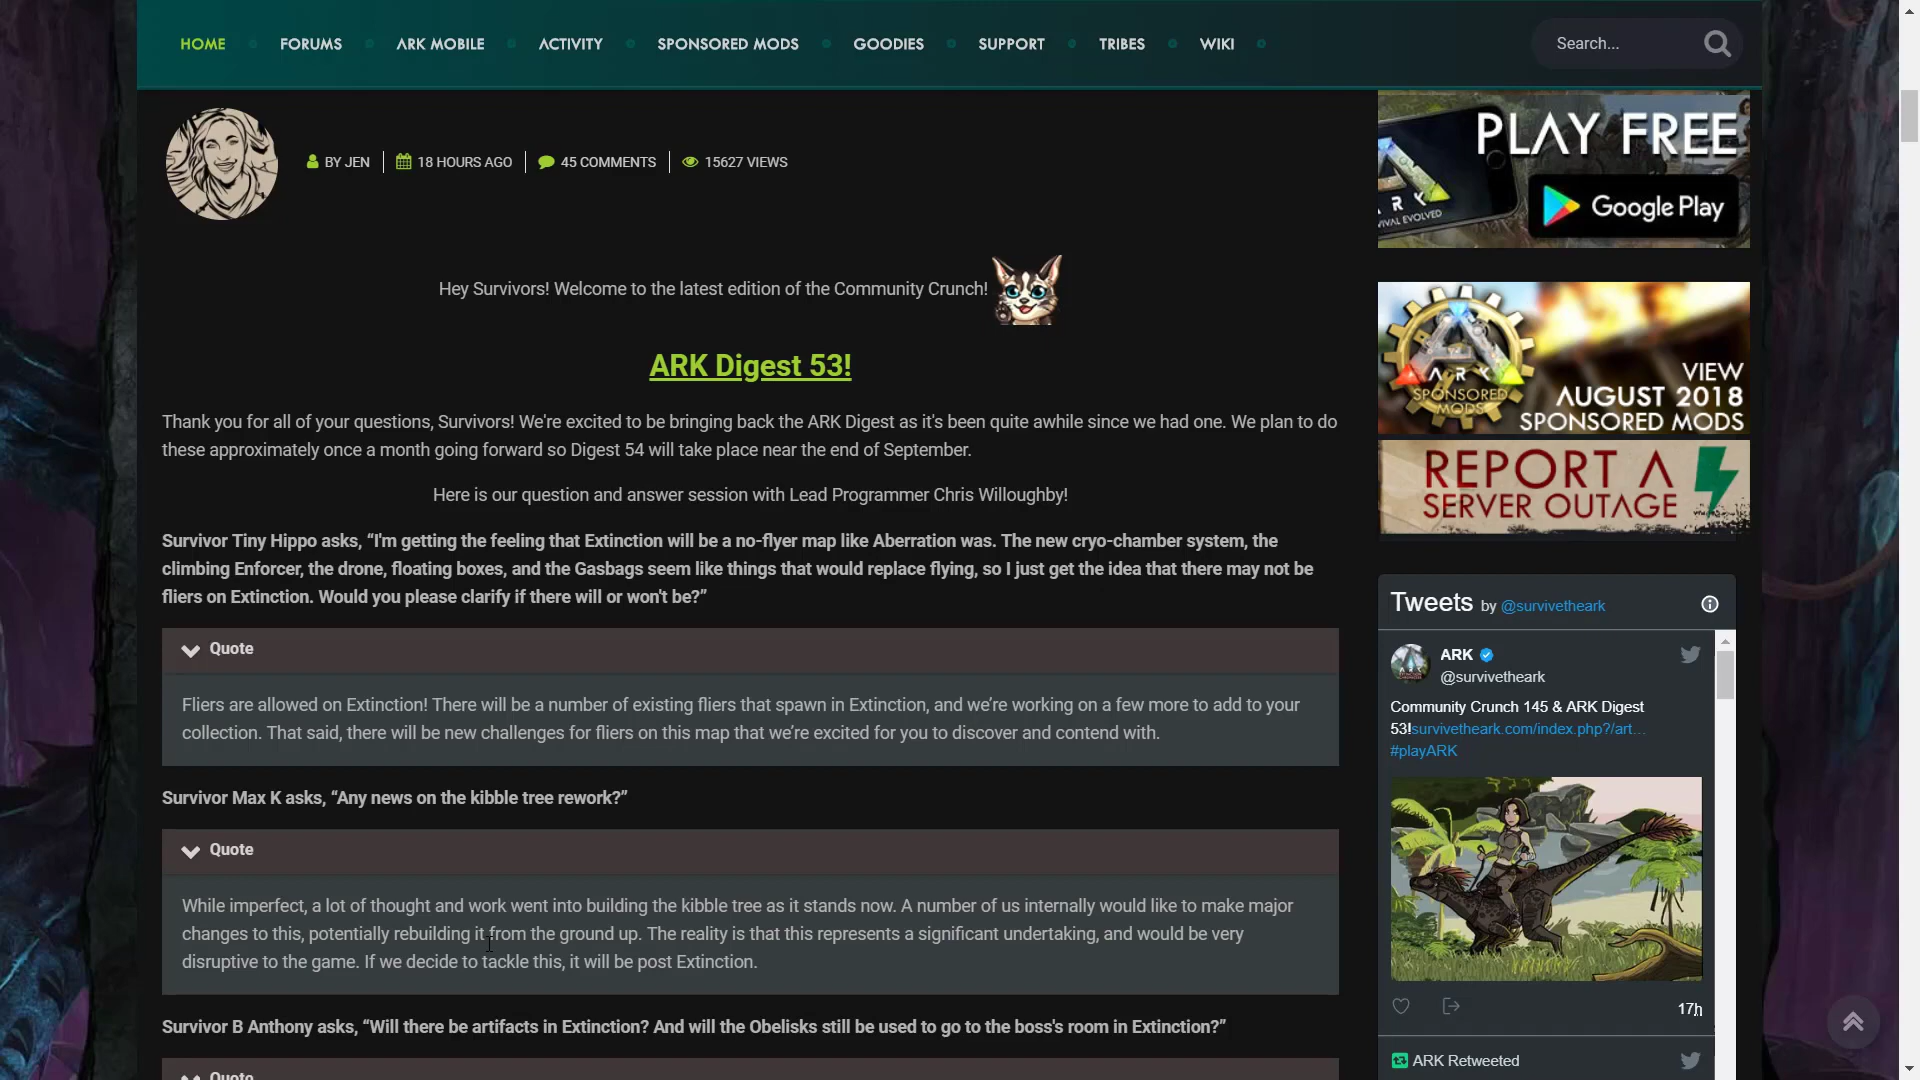 HOME FORUMS ARK MOBILE ACTIVITY SPONSORED MODS GOODIES SUPPORT TRIBES WIKI
Search...
BY JEN 18 HOURS AGO 45 COMMENTS 15627 VIEWS
Hey Survivors! Welcome to the latest edition of the Community Crunch!
ARK Digest 53!
Thank you for all of your questions, Survivors! We're excited to be bringing back the ARK Digest as it's been quite awhile since we had one. We plan to do
these approximately once a month going forward so Digest 54 will take place near the end of September.
Here is our question and answer session with Lead Programmer Chris Willoughby!
Survivor Tiny Hippo asks, “I'm getting the feeling that Extinction will be a no-flyer map like Aberration was. The new cryo-chamber system, the
climbing Enforcer, the drone, floating boxes, and the Gasbags seem like things that would replace flying, so I just get the idea that there may not be
fliers on Extinction. Would you please clarify if there will or won't be?”
Quote
Fliers are allowed on Extinction! There will be a number of existing fliers that spawn in Extinction, and we’re working on a few more to add to your
collection. That said, there will be new challenges for fliers on this map that we’re excited for you to discover and contend with.
Survivor Max K asks, “Any news on the kibble tree rework?”
Quote
While imperfect, a lot of thought and work went into building the kibble tree as it stands now. A number of us internally would like to make major
changes to this, potentially rebuilding it from the ground up. The reality is that this represents a significant undertaking, and would be very
disruptive to the game. If we decide to tackle this, it will be post Extinction.
Survivor B Anthony asks, “Will there be artifacts in Extinction? And will the Obelisks still be used to go to the boss's room in Extinction?”
Quote
PLAY FREE
ARK
VIVAL EVOLVED
Google Play
ARK
SPONSORED
MODS
VIEW
AUGUST 2018
SPONSORED MODS
REPORT A
SERVER OUTAGE
Tweets by @survivetheark
ARK
@survivetheark
Community Crunch 145 & ARK Digest
53!survivetheark.com/index.php?/art…
#playARK
17h
ARK Retweeted